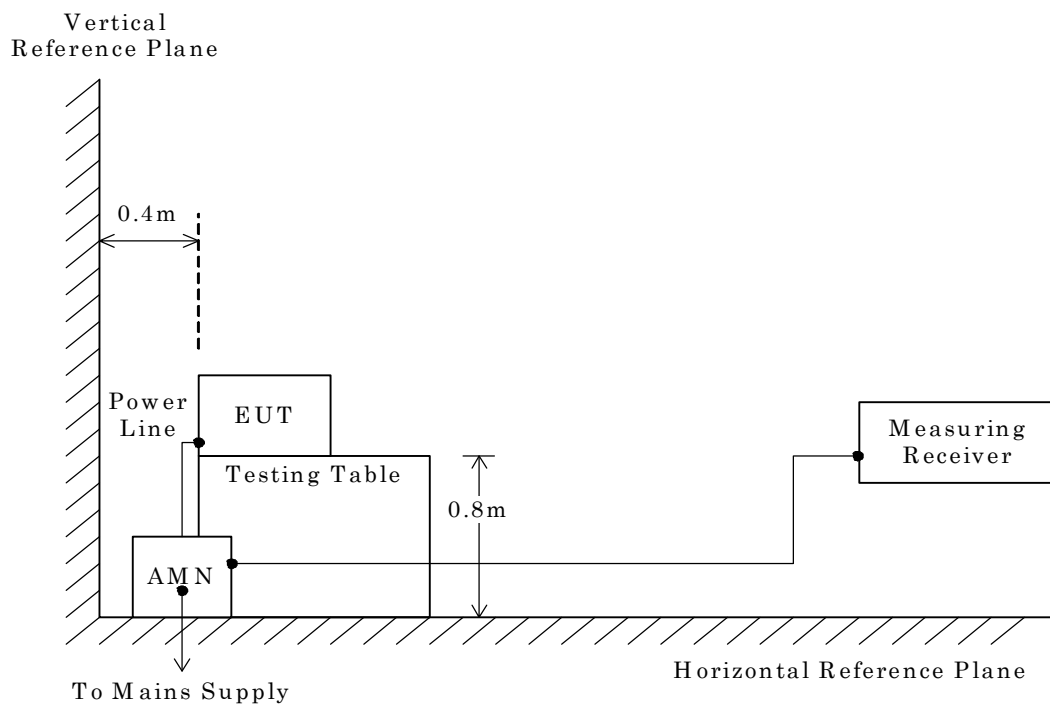 Vertical
Reference Plane
0.4m
Power
Line
EUT
Testing Table
0.8m
Measuring
Receiver
AMN
Horizontal Reference Plane
To Mains Supply